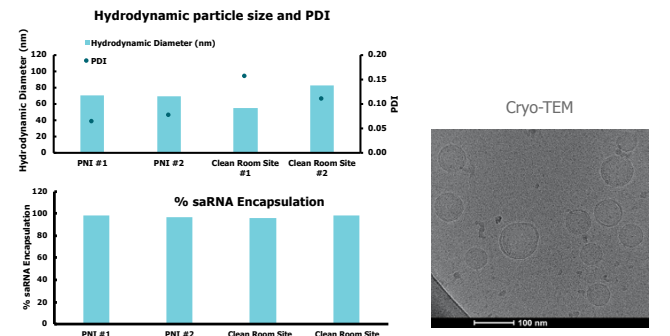 Hydrodynamic particle size and PDI
Hydrodynamic Diameter (nm)
120
100
80
60
40
20
0
Hydrodynamic Diameter (nm)
PDI
0.20
0.15
0.10
0.05
0.00
PDI
PNI #1
PNI #2
Clean Room Site
#1
Clean Room Site
#2
% saRNA Encapsulation
% saRNA Encapsulation
120
100
80
60
40
20
0
PNI #1
PNI #2
Clean Room Site
Clean Room Site
Cryo-TEM
100 nm